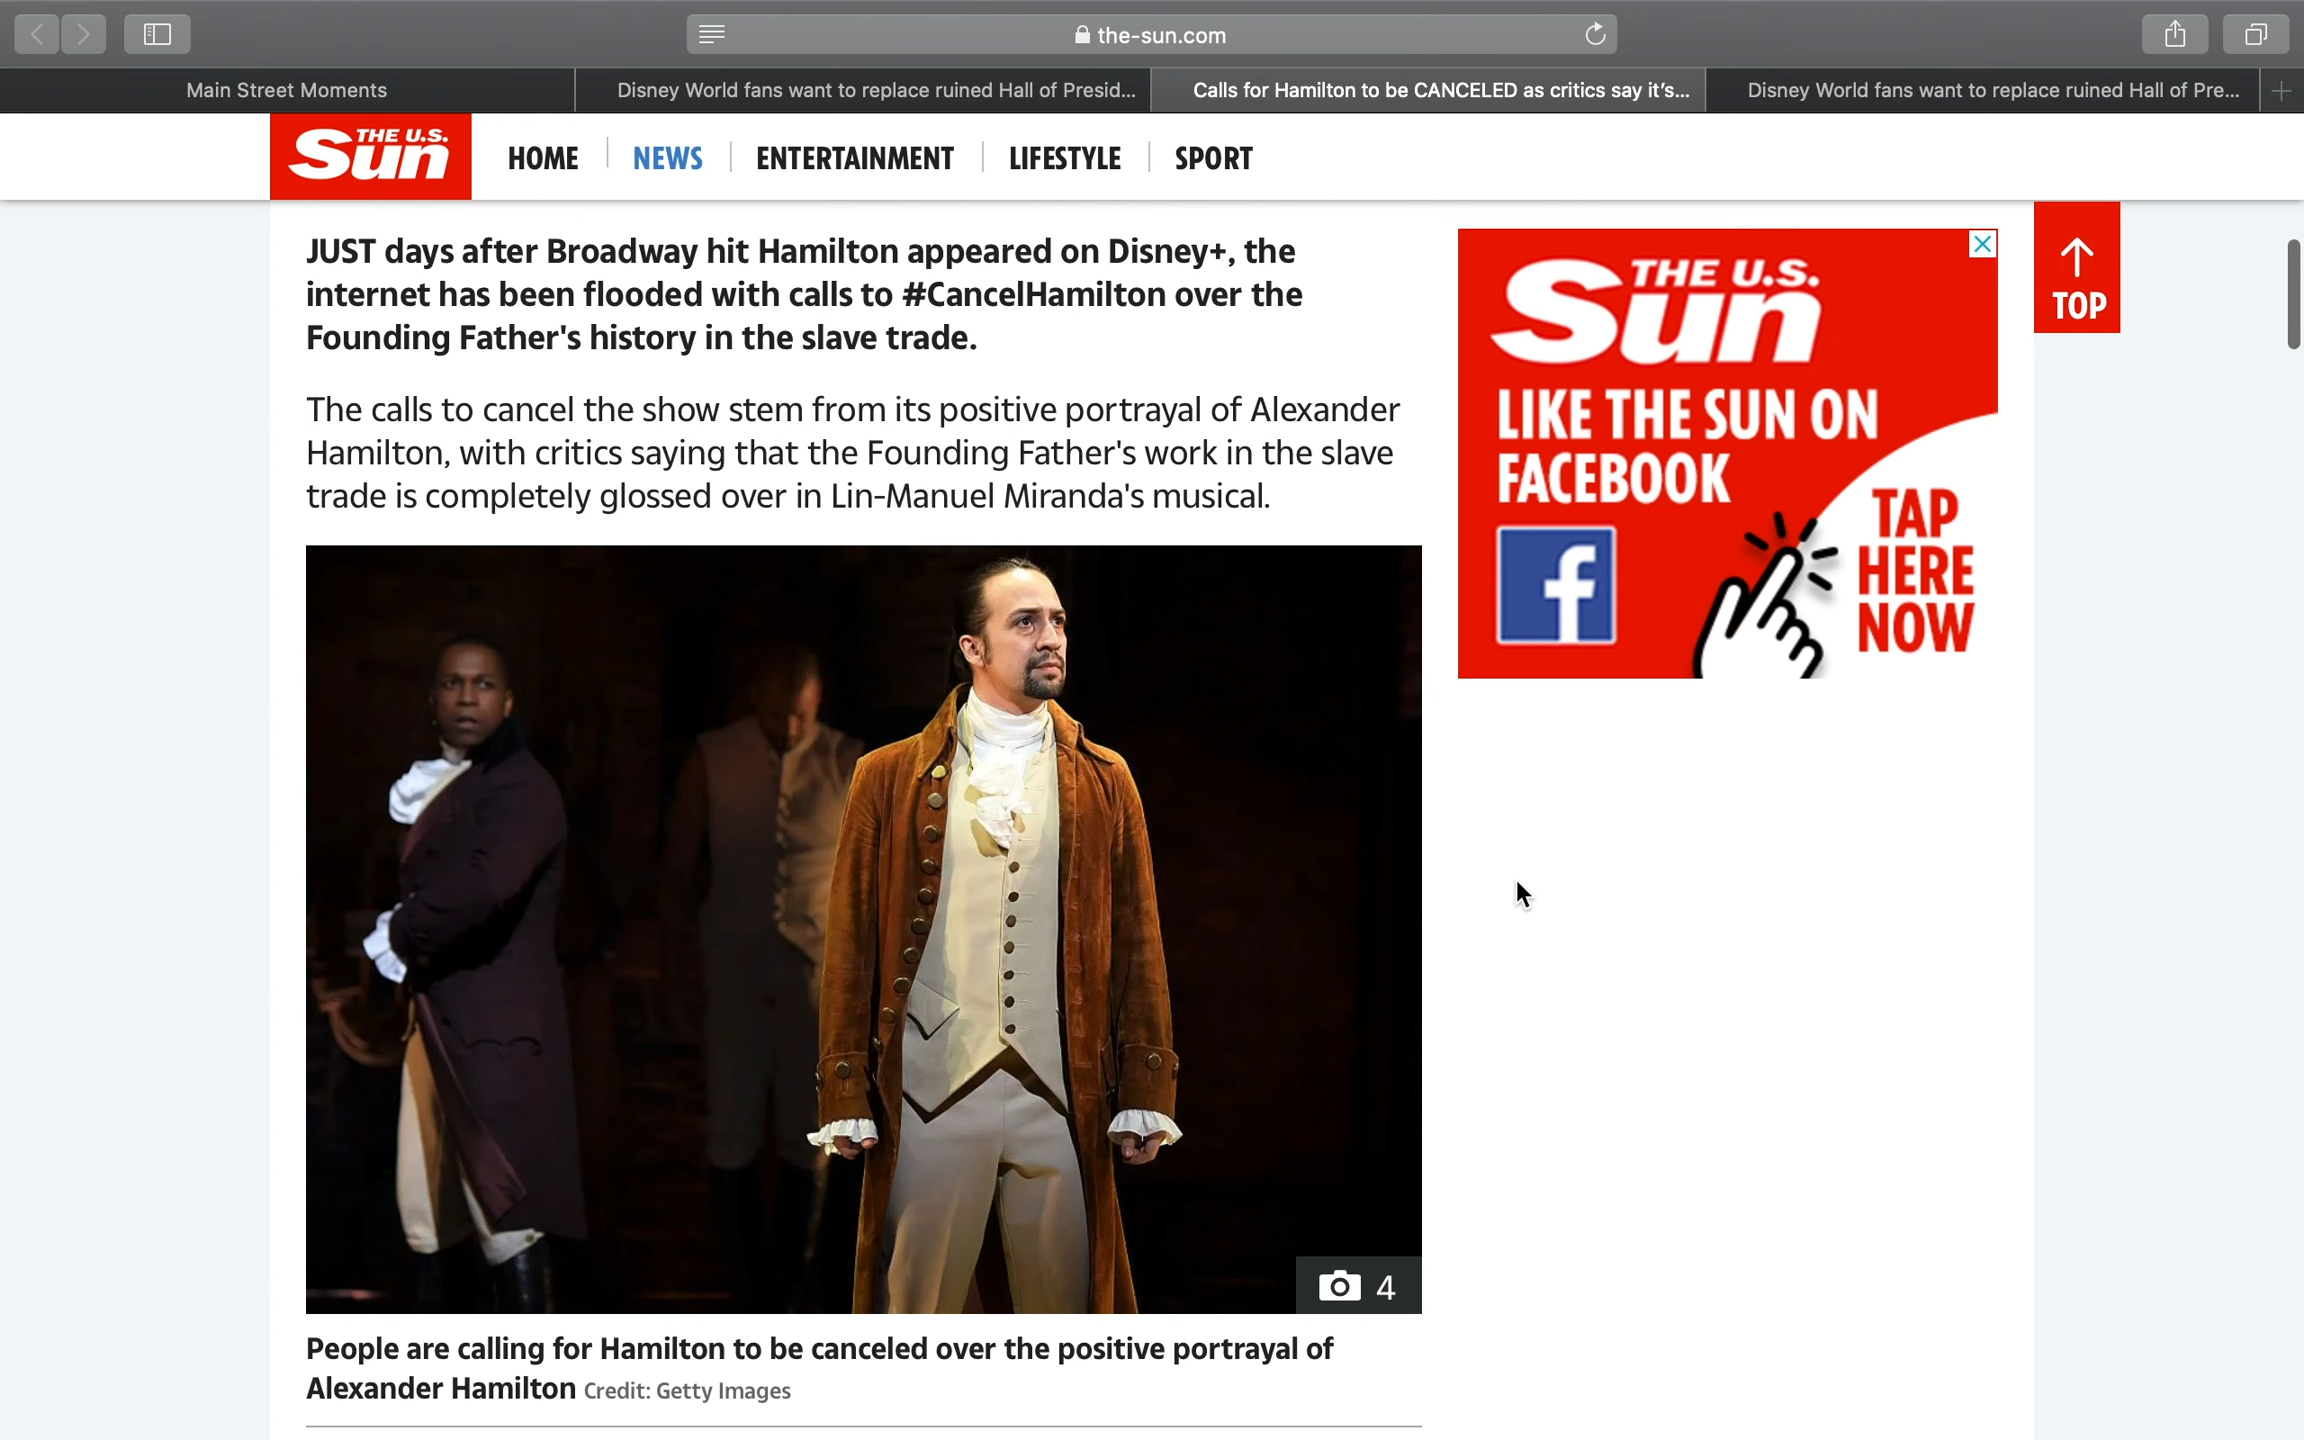 the-sun.com
Main Street Moments
Disney World fans want to replace ruined Hall of Presid...
Calls for Hamilton to be CANCELED as critics say it's...
Disney World fans want to replace ruined Hall of Pre...
THE U.S.
Sun
HOME
NEWS
ENTERTAINMENT
LIFESTYLE
SPORT
JUST days after Broadway hit Hamilton appeared on Disney+, the
internet has been flooded with calls to #CancelHamilton over the
Founding Father's history in the slave trade.
The calls to cancel the show stem from its positive portrayal of Alexander
Hamilton, with critics saying that the Founding Father's work in the slave
trade is completely glossed over in Lin-Manuel Miranda's musical.
4
People are calling for Hamilton to be canceled over the positive portrayal of
Alexander Hamilton Credit: Getty Images
THE U.S.
Sun
LIKE THE SUN ON
FACEBOOK
f
TAP
HERE
NOW
TOP